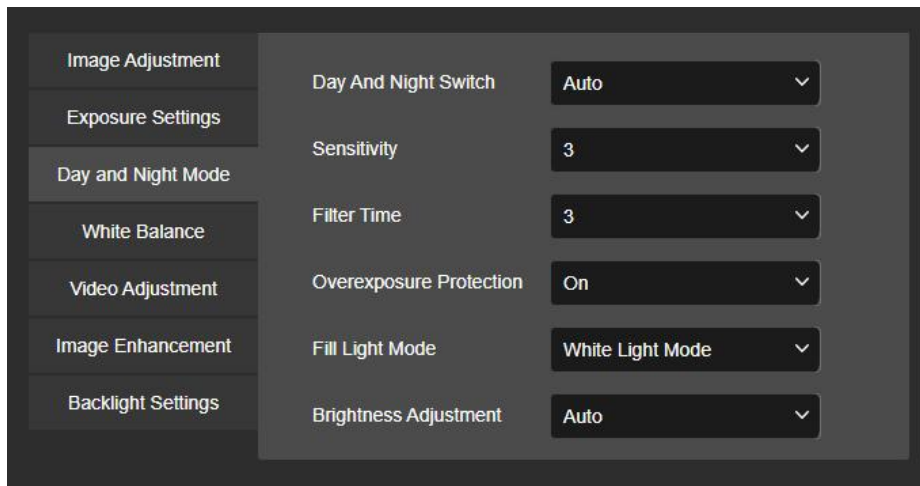 Image Adjustment
Exposure Settings
Day and Night Mode
White Balance
Video Adjustment
Image Enhancement
Backlight Settings
Day And Night Switch Auto
Sensitivity 3
Filter Time 3
Overexposure Protection On
Fill Light Mode White Light Mode
Brightness Adjustment Auto